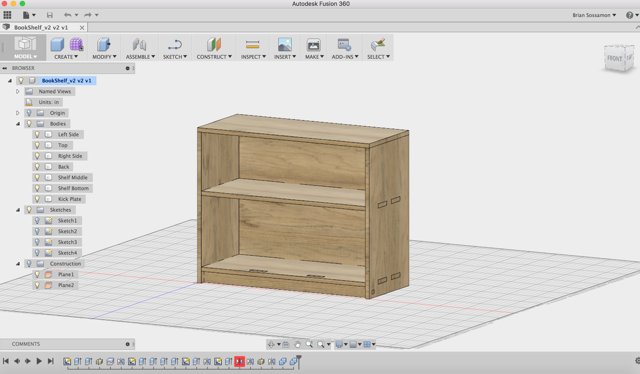 Autodesk Fusion 360
Brian Sossamon
BookShelf_v2 v2 v1
MODEL
CREATE
MODIFY
ASSEMBLE
SKETCH
CONSTRUCT
INSPECT
INSERT
MAKE
ADD-INS
SELECT
FRONT
BROWSER
BookShelf_v2 v2 v1
Named Views
Units: in
Origin
Bodies
Left Side
Top
Right Side
Back
Shelf Middle
Shelf Bottom
Kick Plate
Sketches
Sketch1
Sketch2
Sketch3
Sketch4
Construction
Plane1
Plane2
COMMENTS